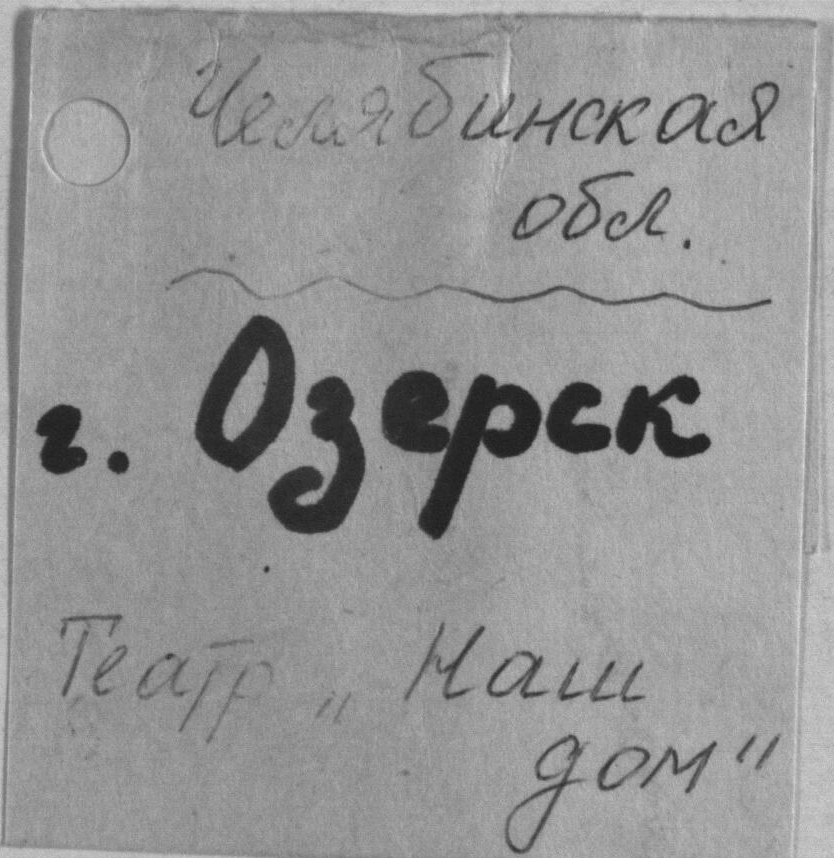 Челябинская
обл.
г. Озерск
Театр „ Наш
дом"